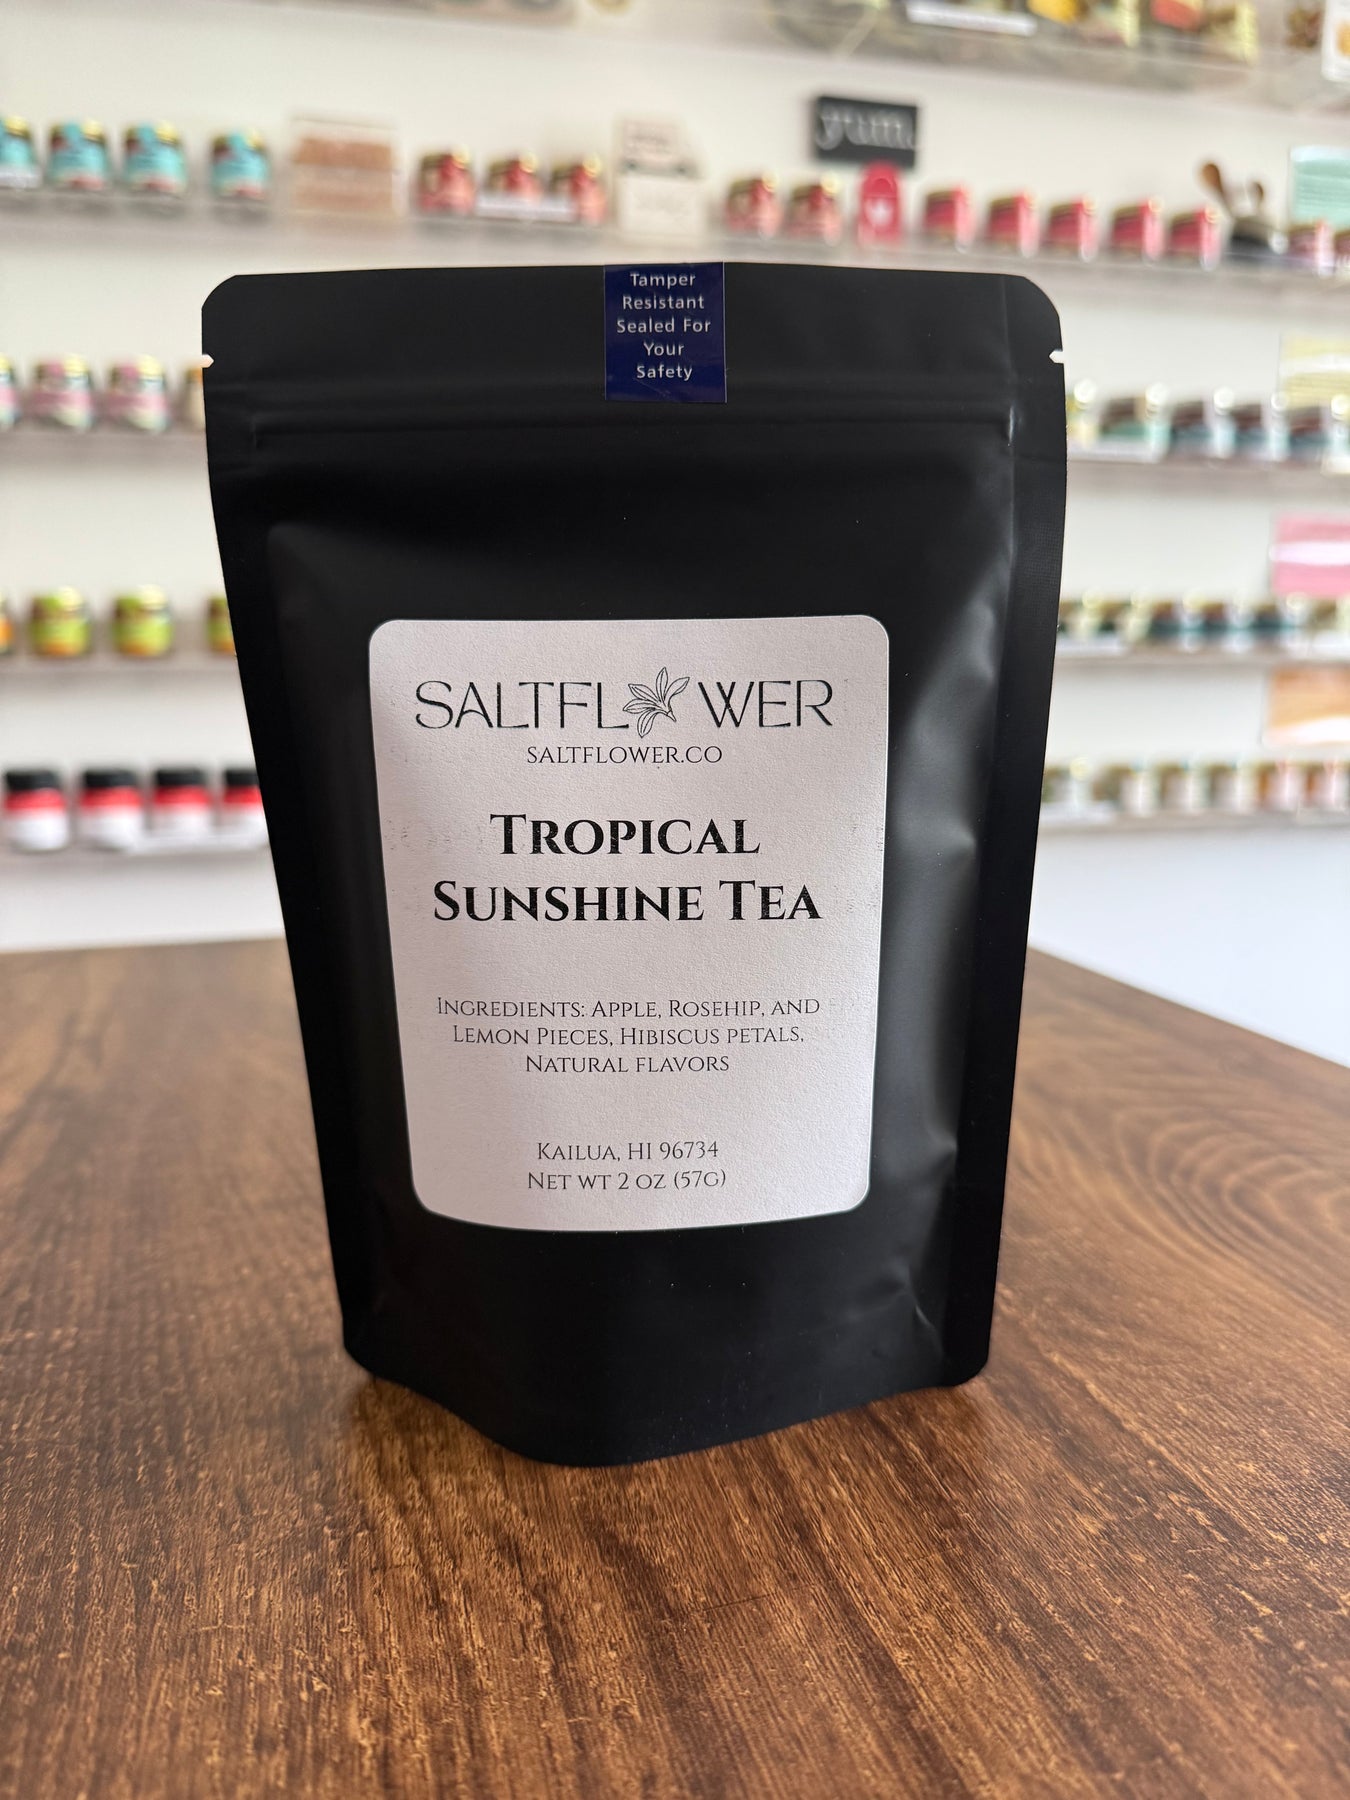 yum.
Tamper
Resistant
Sealed For
Your
Safety
SALTFLOWER
SALTFLOWER.CO
TROPICAL
SUNSHINE TEA
INGREDIENTS: APPLE, ROSEHIP, AND
LEMON PIECES, HIBISCUS PETALS,
NATURAL FLAVORS
KAILUA, HI 96734
NET WT 2 OZ (57G)